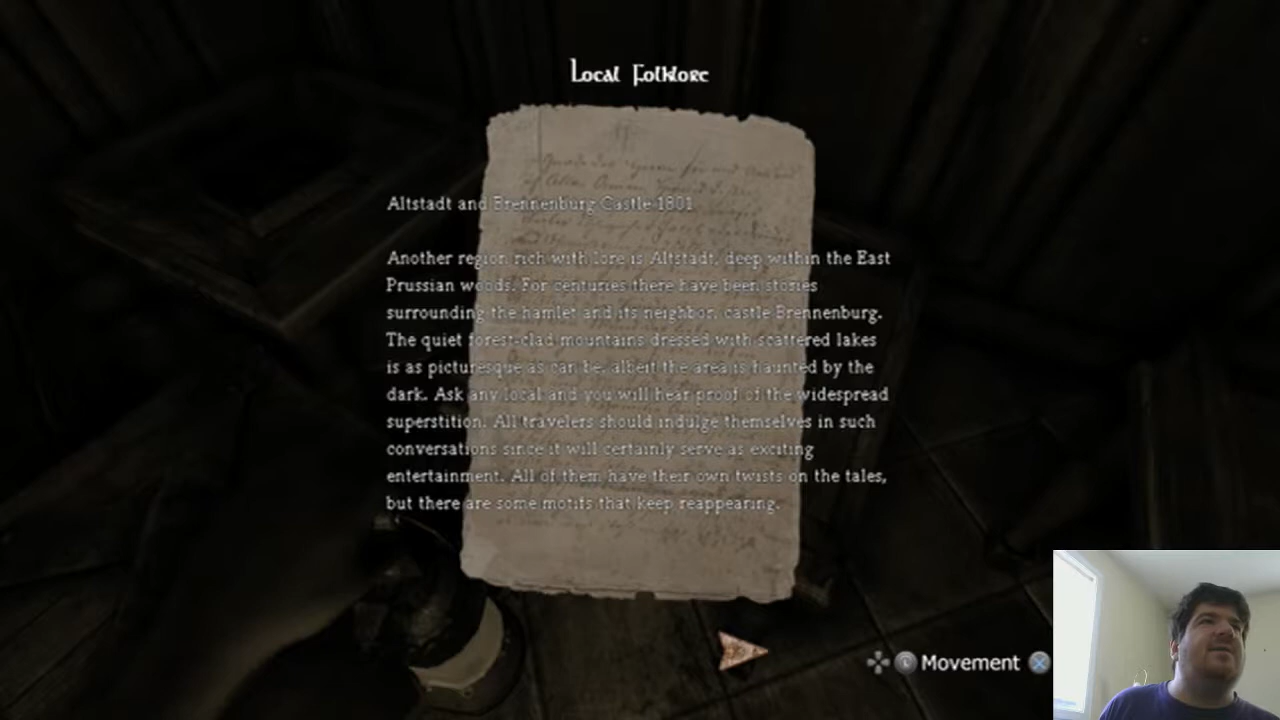 Local Folklore
Altstadt and Brennenburg Castle 1801
Another region rich with lore is Altstadt, deep within the East
Prussian woods. For centuries there have been stories
surrounding the hamlet and its neighbor, castle Brennenburg.
The quiet forest-clad mountains dressed with scattered lakes
is as picturesque as can be, albeit the area is haunted by the
dark. Ask any local and you will hear proof of the widespread
superstition. All travelers should indulge themselves in such
conversations since it will certainly serve as exciting
entertainment. All of them have their own twists on the tales,
but there are some motifs that keep reappearing.
Movement